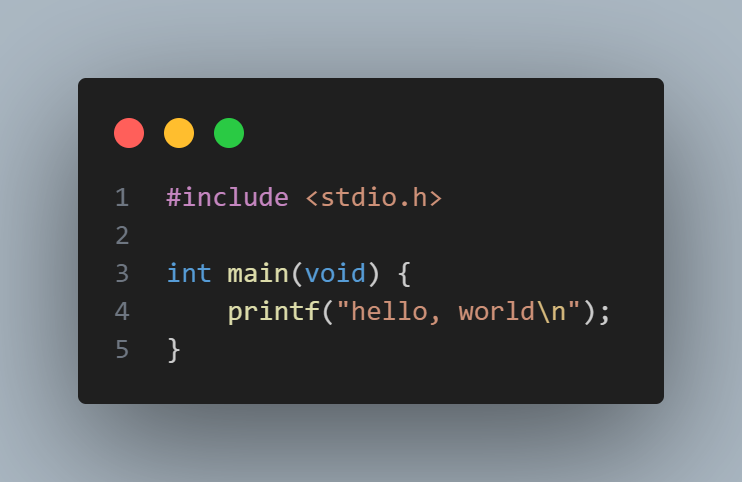 1 #include <stdio.h>
2
3 int main(void) {
4     printf("hello, world\n");
5 }